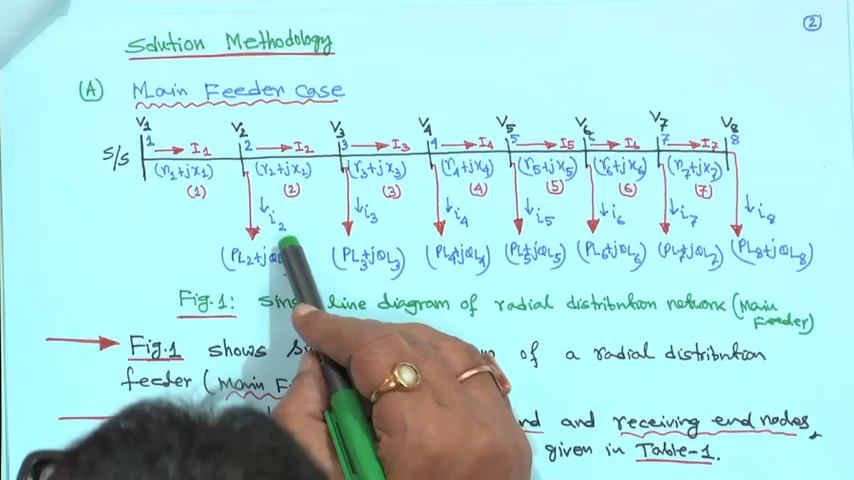 2
Solution Methodology
(A) Main Feeder Case
V1 V2 V3 V4 V5 V6 V7 V8
S/S 1 → I1 2 → I2 3 → I3 4 → I4 5 → I5 6 → I6 7 → I7 8
(r1+jx1) (r2+jx2) (r3+jx3) (r4+jx4) (r5+jx5) (r6+jx6) (r7+jx7)
(1) (2) (3) (4) (5) (6) (7)
↓i2 ↓i3 ↓i4 ↓i5 ↓i6 ↓i7 ↓i8
(PL2+jQL (PL3+jQL3) (PL4+jQL4) (PL5+jQL5) (PL6+jQL6) (PL7+jQL7) (PL8+jQL8)
Fig.1: line diagram of radial distribution network (Main
Feeder)
Fig.1 shows of a radial distribution
feeder (Main
and receiving end nodes,
given in Table-1.